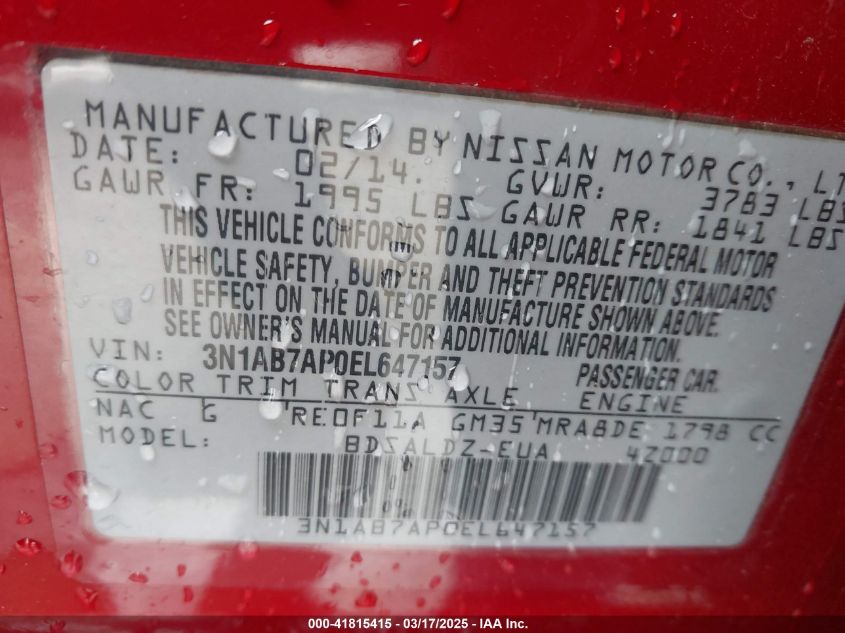 MANUFACTURED BY NISSAN MOTOR CO., LT
DATE: 02/14. GVWR: 3783 LBS
GAWR FR: 1995 LBS GAWR RR: 1841 LBS
THIS VEHICLE CONFORMS TO ALL APPLICABLE FEDERAL MOTOR
VEHICLE SAFETY, BUMPER AND THEFT PREVENTION STANDARDS
IN EFFECT ON THE DATE OF MANUFACTURE SHOWN ABOVE.
SEE OWNER'S MANUAL FOR ADDITIONAL INFORMATION.
VIN: 3N1AB7AP0EL647157 PASSENGER CAR.
COLOR TRIM TRANS AXLE ENGINE
NAC G RE0F11A GM35 MRA8DE 1798 CC
MODEL: BDSALDZ-EUA 4Z000
3N1AB7AP0EL647157
000-41815415 - 03/17/2025 - IAA Inc.